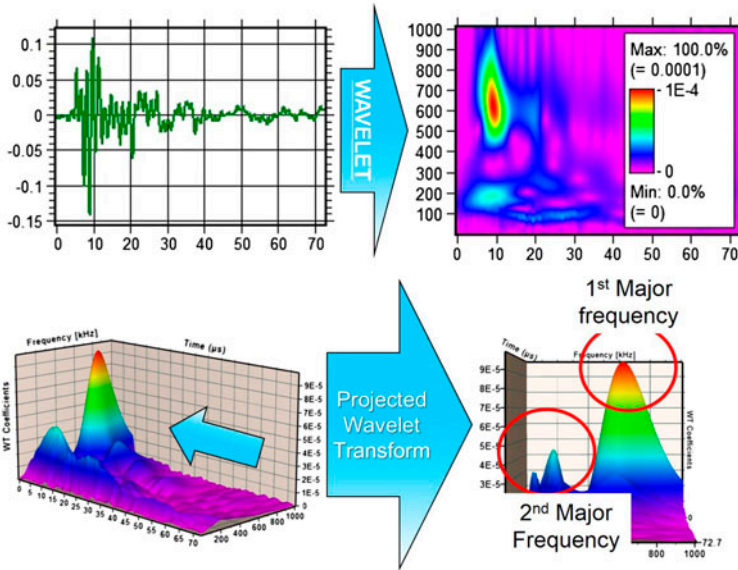 0.1
0.05
0
-0.05
-0.1
-0.15
0 10 20 30 40 50 60 70
WAVELET
1000
900
800
700
600
500
400
300
200
100
0 10 20 30 40 50 60 70
Max: 100.0%
(= 0.0001)
- 1E-4
- 0
Min: 0.0%
(= 0)
Frequency [kHz]
Time (µs)
WT Coefficients
9E-5
8E-5
7E-5
6E-5
5E-5
4E-5
3E-5
2E-5
1E-5
0
0 5 10 15 20 25 30 35 40 45 50 55 60 65 70
200 400 600 800 1000
Projected
Wavelet
Transform
1st Major
frequency
Time (µs)
Frequency [kHz]
9E-5
8E-5
7E-5
5E-5
4E-5
3E-5
WT Coefficients
0
72.7
800 1000
2nd Major
Frequency